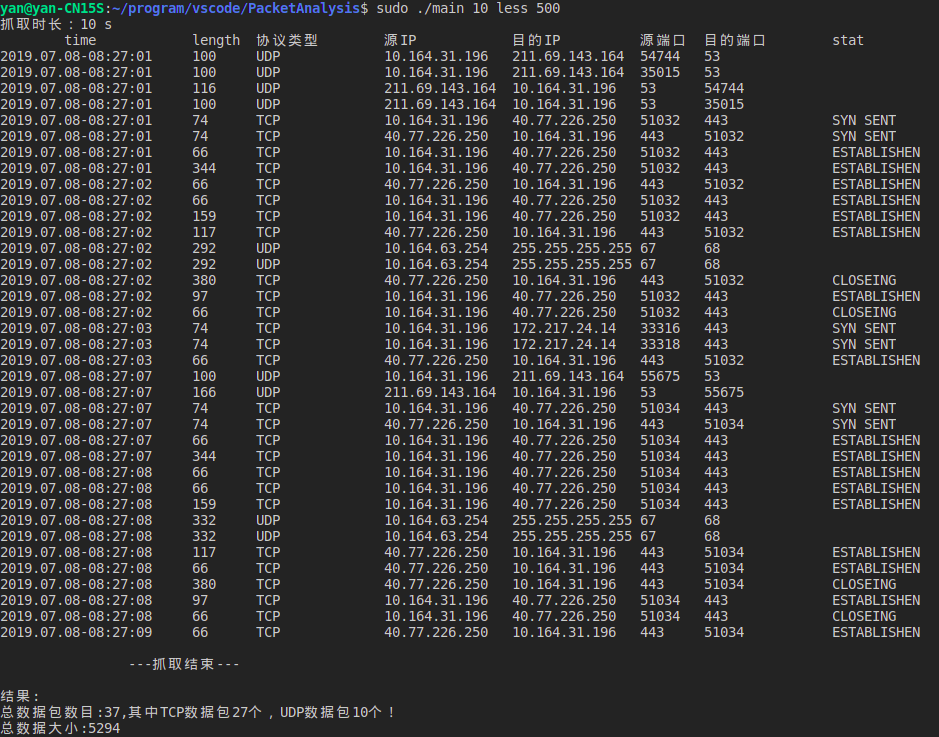 yan@yan-CN15S:~/program/vscode/PacketAnalysis$ sudo ./main 10 less 500
抓取时长：10 s
time length 协议类型 源IP 目的IP 源端口 目的端口 stat
2019.07.08-08:27:01 100 UDP 10.164.31.196 211.69.143.164 54744 53
2019.07.08-08:27:01 100 UDP 10.164.31.196 211.69.143.164 35015 53
2019.07.08-08:27:01 116 UDP 211.69.143.164 10.164.31.196 53 54744
2019.07.08-08:27:01 100 UDP 211.69.143.164 10.164.31.196 53 35015
2019.07.08-08:27:01 74 TCP 10.164.31.196 40.77.226.250 51032 443 SYN SENT
2019.07.08-08:27:01 74 TCP 40.77.226.250 10.164.31.196 443 51032 SYN SENT
2019.07.08-08:27:01 66 TCP 10.164.31.196 40.77.226.250 51032 443 ESTABLISHEN
2019.07.08-08:27:01 344 TCP 10.164.31.196 40.77.226.250 51032 443 ESTABLISHEN
2019.07.08-08:27:02 66 TCP 40.77.226.250 10.164.31.196 443 51032 ESTABLISHEN
2019.07.08-08:27:02 66 TCP 10.164.31.196 40.77.226.250 51032 443 ESTABLISHEN
2019.07.08-08:27:02 159 TCP 10.164.31.196 40.77.226.250 51032 443 ESTABLISHEN
2019.07.08-08:27:02 117 TCP 40.77.226.250 10.164.31.196 443 51032 ESTABLISHEN
2019.07.08-08:27:02 292 UDP 10.164.63.254 255.255.255.255 67 68
2019.07.08-08:27:02 292 UDP 10.164.63.254 255.255.255.255 67 68
2019.07.08-08:27:02 380 TCP 40.77.226.250 10.164.31.196 443 51032 CLOSEING
2019.07.08-08:27:02 97 TCP 10.164.31.196 40.77.226.250 51032 443 ESTABLISHEN
2019.07.08-08:27:02 66 TCP 10.164.31.196 40.77.226.250 51032 443 CLOSEING
2019.07.08-08:27:03 74 TCP 10.164.31.196 172.217.24.14 33316 443 SYN SENT
2019.07.08-08:27:03 74 TCP 10.164.31.196 172.217.24.14 33318 443 SYN SENT
2019.07.08-08:27:03 66 TCP 40.77.226.250 10.164.31.196 443 51032 ESTABLISHEN
2019.07.08-08:27:07 100 UDP 10.164.31.196 211.69.143.164 55675 53
2019.07.08-08:27:07 166 UDP 211.69.143.164 10.164.31.196 53 55675
2019.07.08-08:27:07 74 TCP 10.164.31.196 40.77.226.250 51034 443 SYN SENT
2019.07.08-08:27:07 74 TCP 40.77.226.250 10.164.31.196 443 51034 SYN SENT
2019.07.08-08:27:07 66 TCP 10.164.31.196 40.77.226.250 51034 443 ESTABLISHEN
2019.07.08-08:27:07 344 TCP 10.164.31.196 40.77.226.250 51034 443 ESTABLISHEN
2019.07.08-08:27:08 66 TCP 40.77.226.250 10.164.31.196 443 51034 ESTABLISHEN
2019.07.08-08:27:08 66 TCP 10.164.31.196 40.77.226.250 51034 443 ESTABLISHEN
2019.07.08-08:27:08 159 TCP 10.164.31.196 40.77.226.250 51034 443 ESTABLISHEN
2019.07.08-08:27:08 332 UDP 10.164.63.254 255.255.255.255 67 68
2019.07.08-08:27:08 332 UDP 10.164.63.254 255.255.255.255 67 68
2019.07.08-08:27:08 117 TCP 40.77.226.250 10.164.31.196 443 51034 ESTABLISHEN
2019.07.08-08:27:08 66 TCP 40.77.226.250 10.164.31.196 443 51034 ESTABLISHEN
2019.07.08-08:27:08 380 TCP 40.77.226.250 10.164.31.196 443 51034 CLOSEING
2019.07.08-08:27:08 97 TCP 10.164.31.196 40.77.226.250 51034 443 ESTABLISHEN
2019.07.08-08:27:08 66 TCP 10.164.31.196 40.77.226.250 51034 443 CLOSEING
2019.07.08-08:27:09 66 TCP 40.77.226.250 10.164.31.196 443 51034 ESTABLISHEN
---抓取结束---
结果:
总数据包数目:37,其中TCP数据包27个，UDP数据包10个！
总数据大小:5294